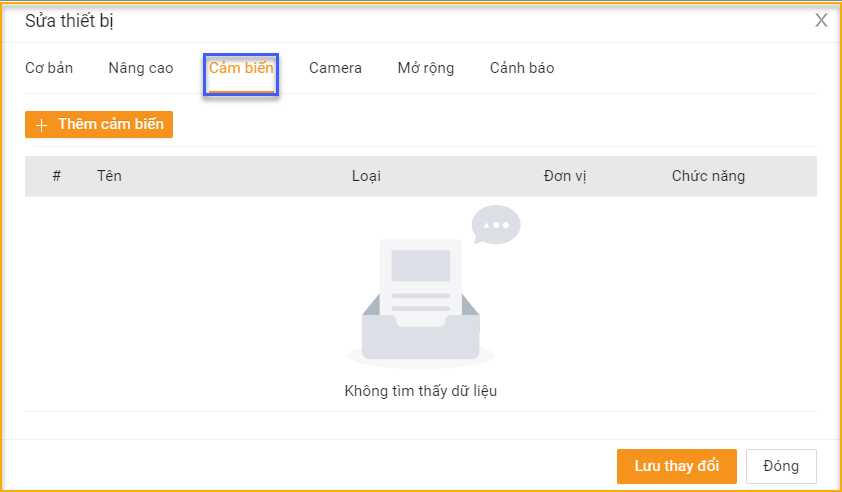 Sửa thiết bị
X
Cơ bản Nâng cao Cảm biến Camera Mở rộng Cảnh báo
+ Thêm cảm biến
# Tên Loại Đơn vị Chức năng
Không tìm thấy dữ liệu
Lưu thay đổi Đóng